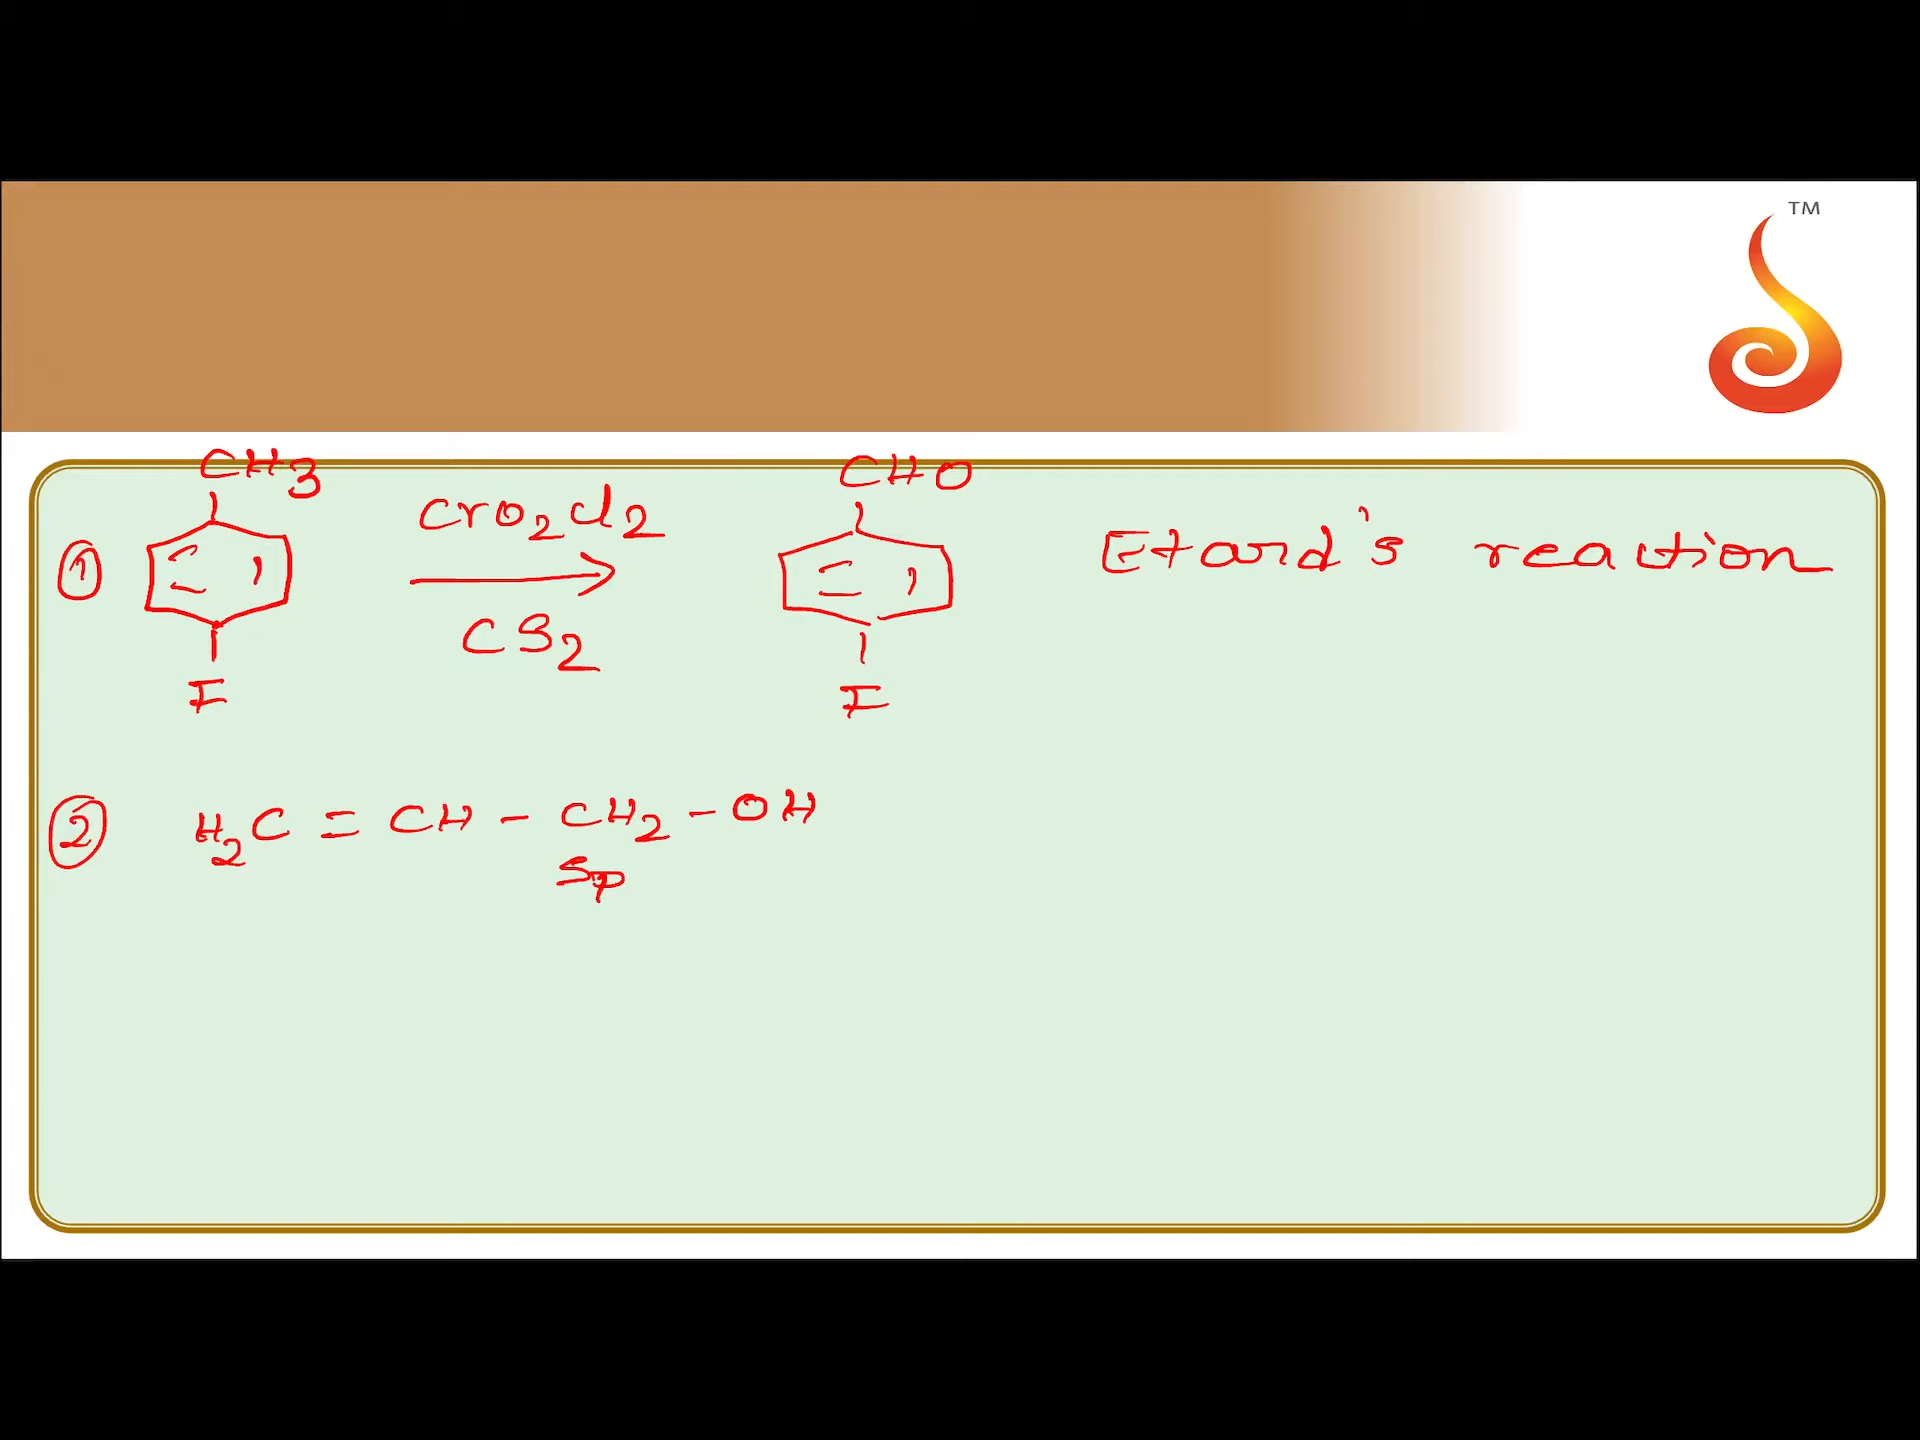 TM
CH3 CrO2Cl2 CHO
① → Etard's reaction
CS2
F F
② H2C = CH - CH2 - OH
Sp